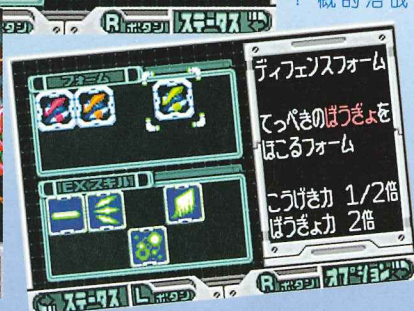 Rボタン ステータス
フォーム
EXスキル
ディフェンスフォーム
てっぺきのぼうぎょを
ほこるフォーム
こうげき力 1/2倍
ぼうぎょ力 2倍
ステータス Lボタン
Rボタン オプション